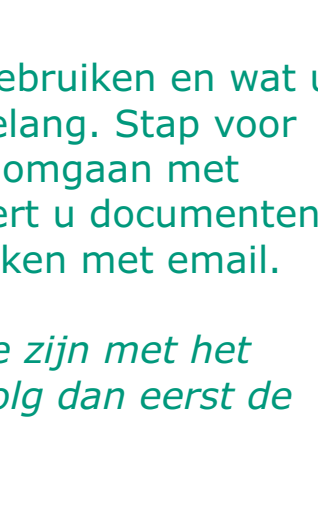 ebruiken en wat u
elang. Stap voor
omgaan met
ert u documenten
ken met email.
e zijn met het
olg dan eerst de